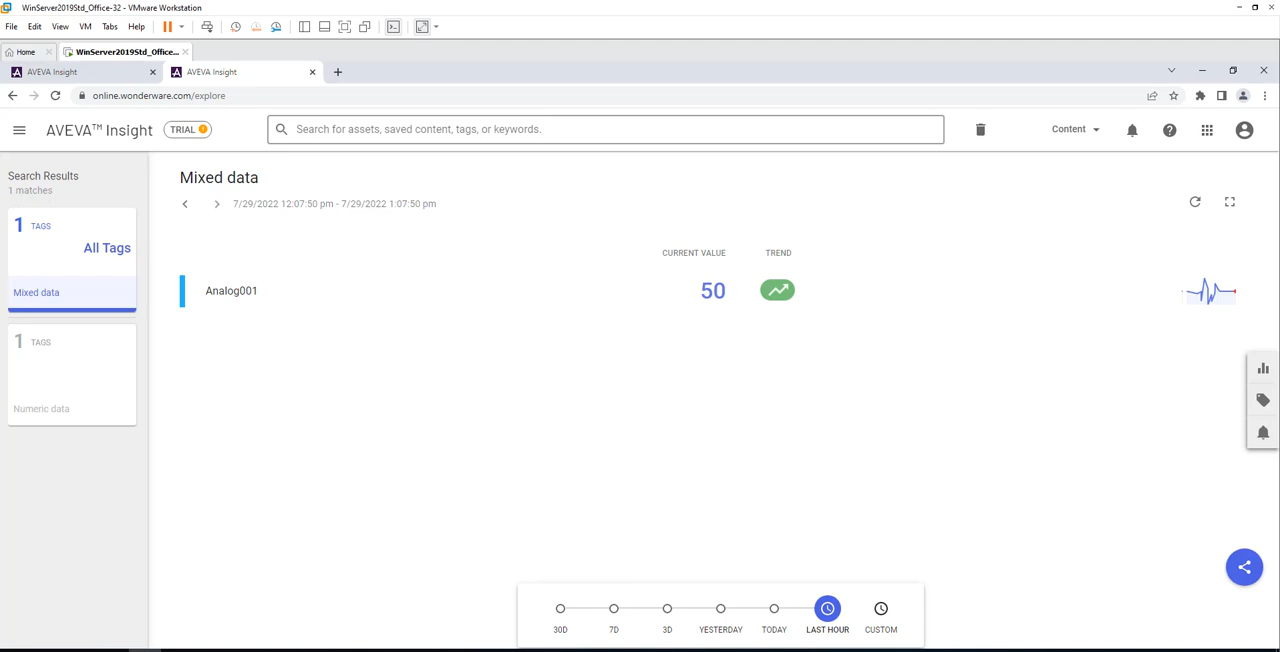 WinServer2019Std_Office-32 - VMware Workstation
File Edit View VM Tabs Help
Home WinServer2019Std_Office...
AVEVA Insight AVEVA Insight
online.wonderware.com/explore
AVEVA™ Insight TRIAL Search for assets, saved content, tags, or keywords. Content
Search Results
1 matches
1 TAGS
All Tags
Mixed data
1 TAGS
Numeric data
Mixed data
7/29/2022 12:07:50 pm - 7/29/2022 1:07:50 pm
CURRENT VALUE TREND
Analog001 50
30D 7D 3D YESTERDAY TODAY LAST HOUR CUSTOM